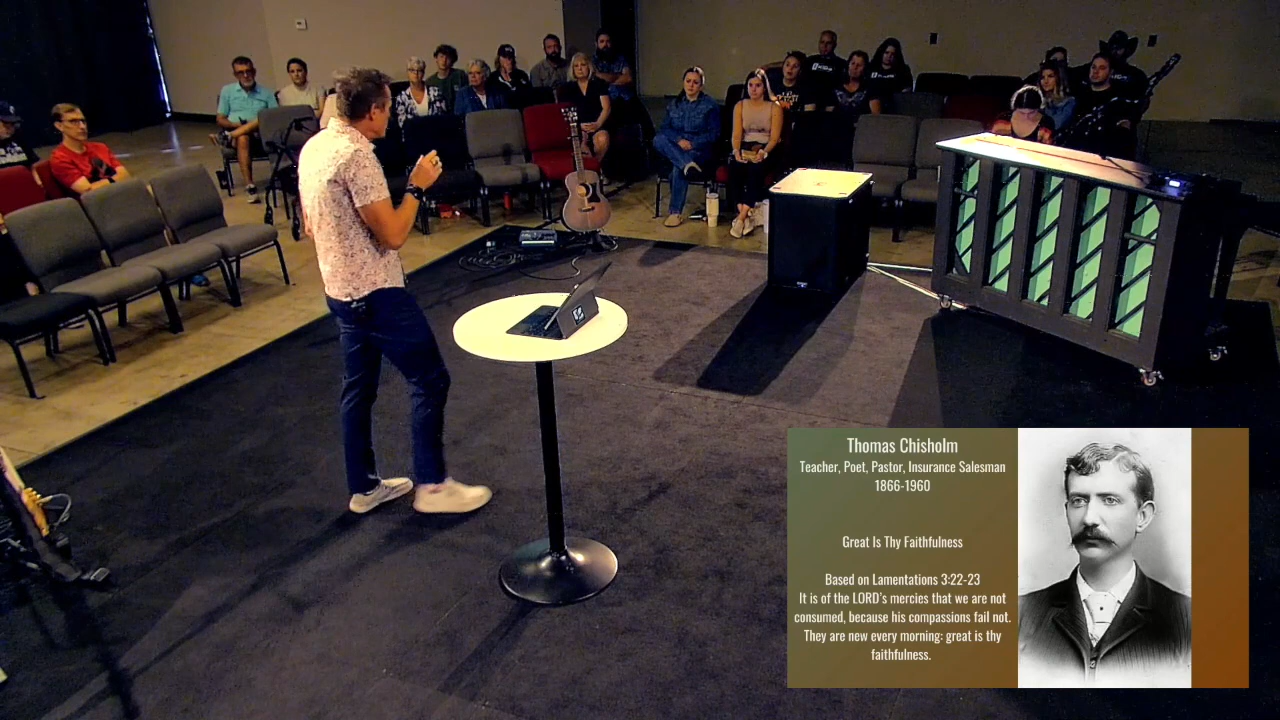 Thomas Chisholm
Teacher, Poet, Pastor, Insurance Salesman
1866-1960
Great Is Thy Faithfulness
Based on Lamentations 3:22-23
It is of the LORD's mercies that we are not
consumed, because his compassions fail not.
They are new every morning: great is thy
faithfulness.